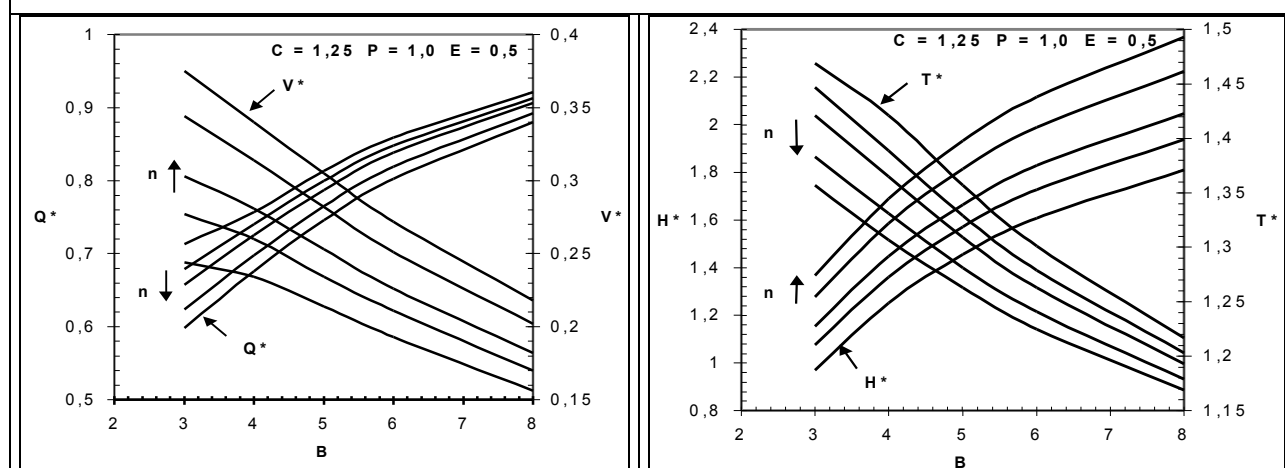 C = 1,25 P = 1,0 E = 0,5
1
0,9
0,8
0,7
0,6
0,5
Q*
0,4
0,35
0,3
0,25
0,2
0,15
V*
V*
n
n
Q*
2 3 4 5 6 7 8
B
C = 1,25 P = 1,0 E = 0,5
2,4
2,2
2
1,8
1,6
1,4
1,2
1
0,8
H*
1,5
1,45
1,4
1,35
1,3
1,25
1,2
1,15
T*
T*
n
n
H*
2 3 4 5 6 7 8
B